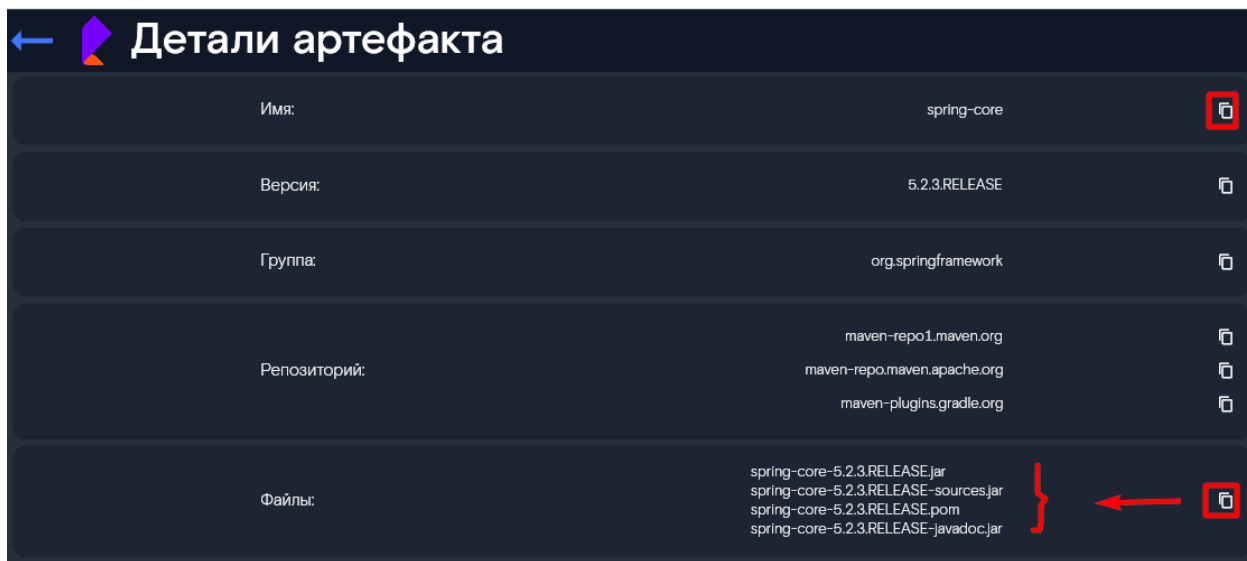 Детали артефакта
Имя: spring-core
Версия: 5.2.3.RELEASE
Группа: org.springframework
Репозиторий:
maven-repo1.maven.org
maven-repo.maven.apache.org
maven-plugins.gradle.org
Файлы:
spring-core-5.2.3.RELEASE.jar
spring-core-5.2.3.RELEASE-sources.jar
spring-core-5.2.3.RELEASE.pom
spring-core-5.2.3.RELEASE-javadoc.jar